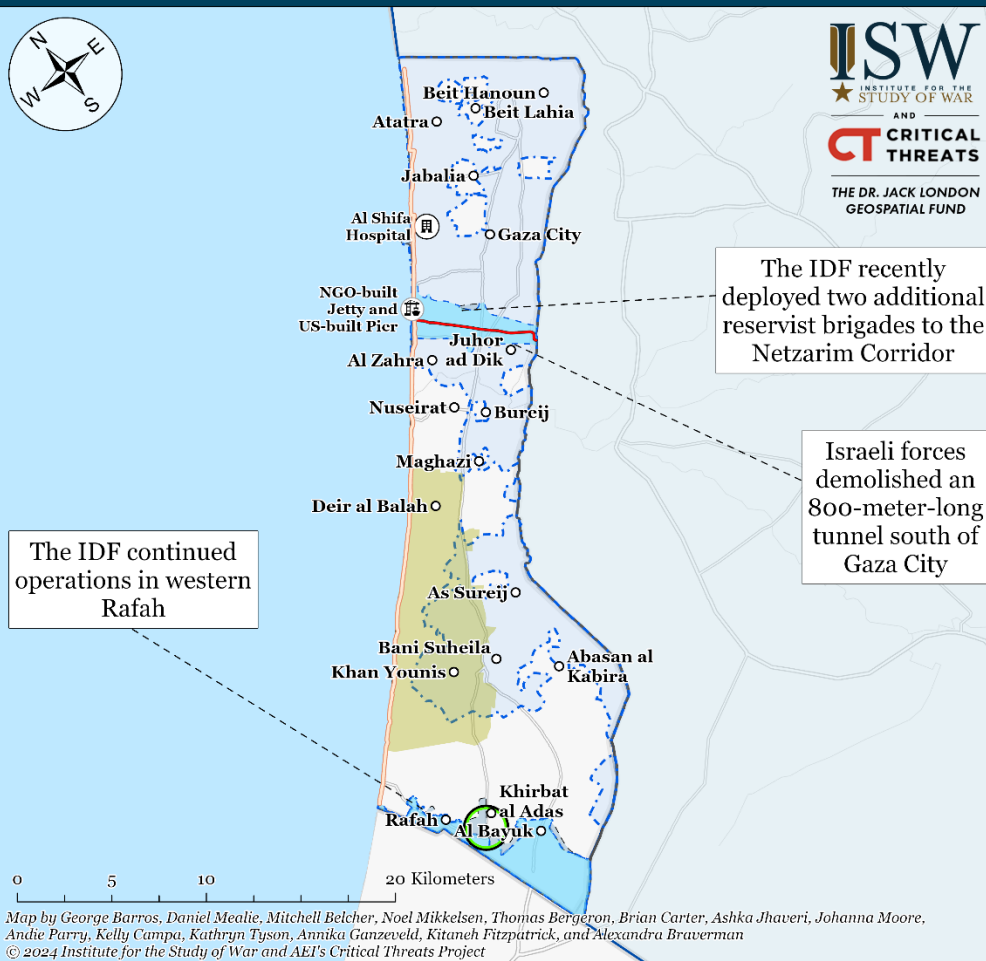 N
E
W
S
ISW
INSTITUTE FOR THE
STUDY OF WAR
AND
CT CRITICAL
THREATS
THE DR. JACK LONDON
GEOSPATIAL FUND
Beit Hanoun
Beit Lahia
Atatra
Jabalia
Al Shifa
Hospital
Gaza City
The IDF recently
deployed two additional
reservist brigades to the
Netzarim Corridor
NGO-built
Jetty and
US-built Pier
Juhor
ad Dik
Al Zahra
Nuseirat
Bureij
Maghazi
Israeli forces
demolished an
800-meter-long
tunnel south of
Gaza City
Deir al Balah
The IDF continued
operations in western
Rafah
As Sureij
Bani Suheila
Khan Younis
Abasan al
Kabira
Khirbat
al Adas
Rafah
Al Bayuk
0 5 10 20 Kilometers
Map by George Barros, Daniel Mealie, Mitchell Belcher, Noel Mikkelsen, Thomas Bergeron, Brian Carter, Ashka Jhaveri, Johanna Moore,
Andie Parry, Kelly Campa, Kathryn Tyson, Annika Ganzeveld, Kitaneh Fitzpatrick, and Alexandra Braverman
© 2024 Institute for the Study of War and AEI's Critical Threats Project